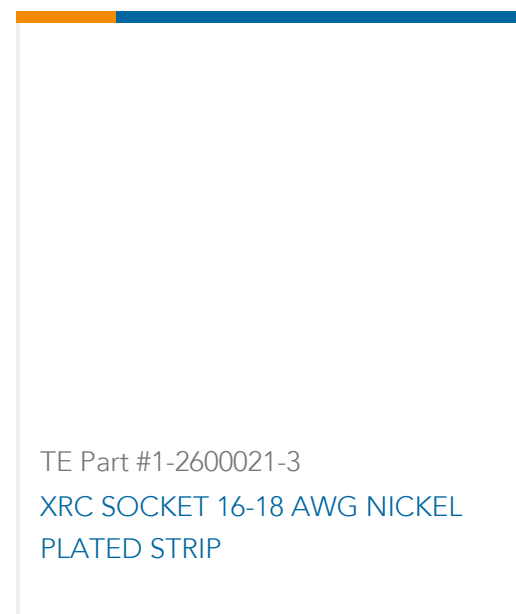 TE Part #1-2600021-3
XRC SOCKET 16-18 AWG NICKEL
PLATED STRIP